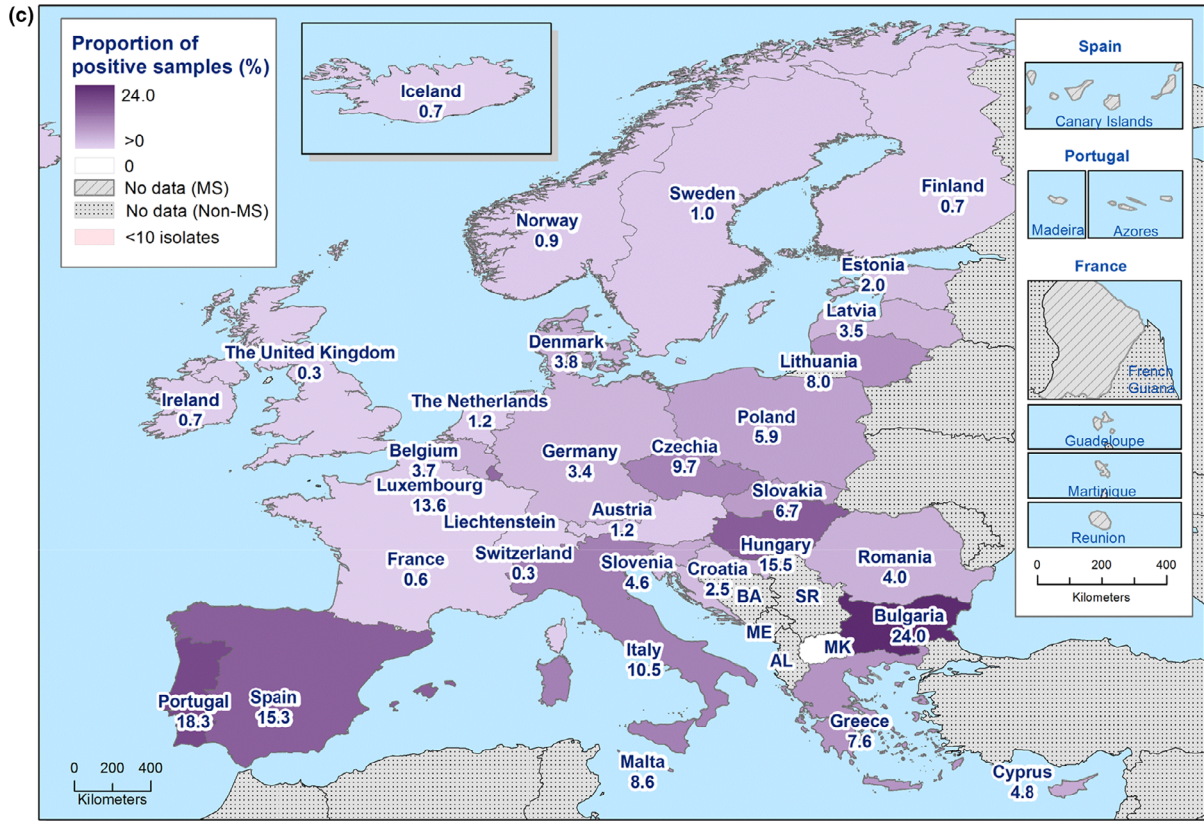 (c)
Proportion of
positive samples (%)
24.0
>0
0
No data (MS)
No data (Non-MS)
<10 isolates
Iceland
0.7
Norway
0.9
Sweden
1.0
Finland
0.7
Estonia
2.0
Latvia
3.5
Lithuania
8.0
Denmark
3.8
The United Kingdom
0.3
Ireland
0.7
The Netherlands
1.2
Belgium
3.7
Luxembourg
13.6
Germany
3.4
Poland
5.9
Czechia
9.7
Slovakia
6.7
Austria
1.2
Liechtenstein
Switzerland
0.3
France
0.6
Hungary
15.5
Slovenia
4.6
Croatia
2.5
Romania
4.0
BA
SR
Bulgaria
24.0
ME
MK
AL
Italy
10.5
Portugal
18.3
Spain
15.3
Greece
7.6
Malta
8.6
Cyprus
4.8
0 200 400
Kilometers
Spain
Canary Islands
Portugal
Madeira
Azores
France
French
Guiana
Guadeloupe
Martinique
Reunion
0 200 400
Kilometers